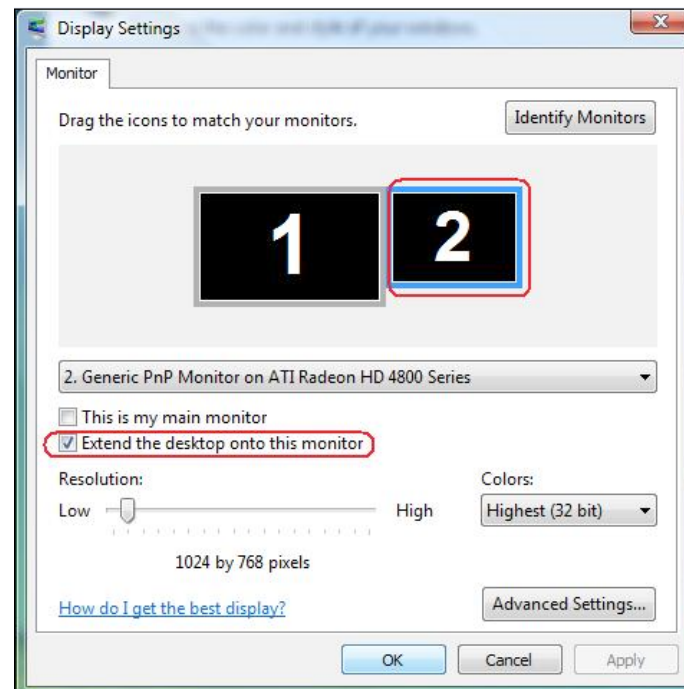 Display Settings
Monitor
Drag the icons to match your monitors.
Identify Monitors
1
2
2. Generic PnP Monitor on ATI Radeon HD 4800 Series
This is my main monitor
Extend the desktop onto this monitor
Resolution:
Colors:
Low
High
Highest (32 bit)
1024 by 768 pixels
How do I get the best display?
Advanced Settings...
OK
Cancel
Apply